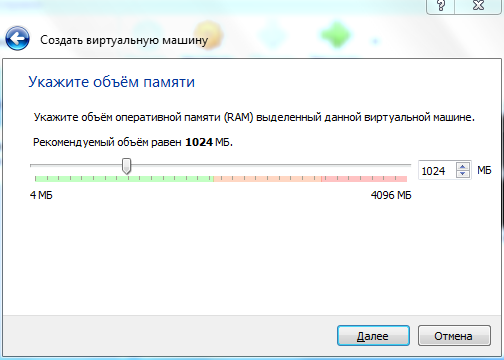 Создать виртуальную машину
Укажите объём памяти
Укажите объём оперативной памяти (RAM) выделенный данной виртуальной машине.
Рекомендуемый объём равен 1024 МБ.
1024 МБ
4 МБ 4096 МБ
Далее Отмена